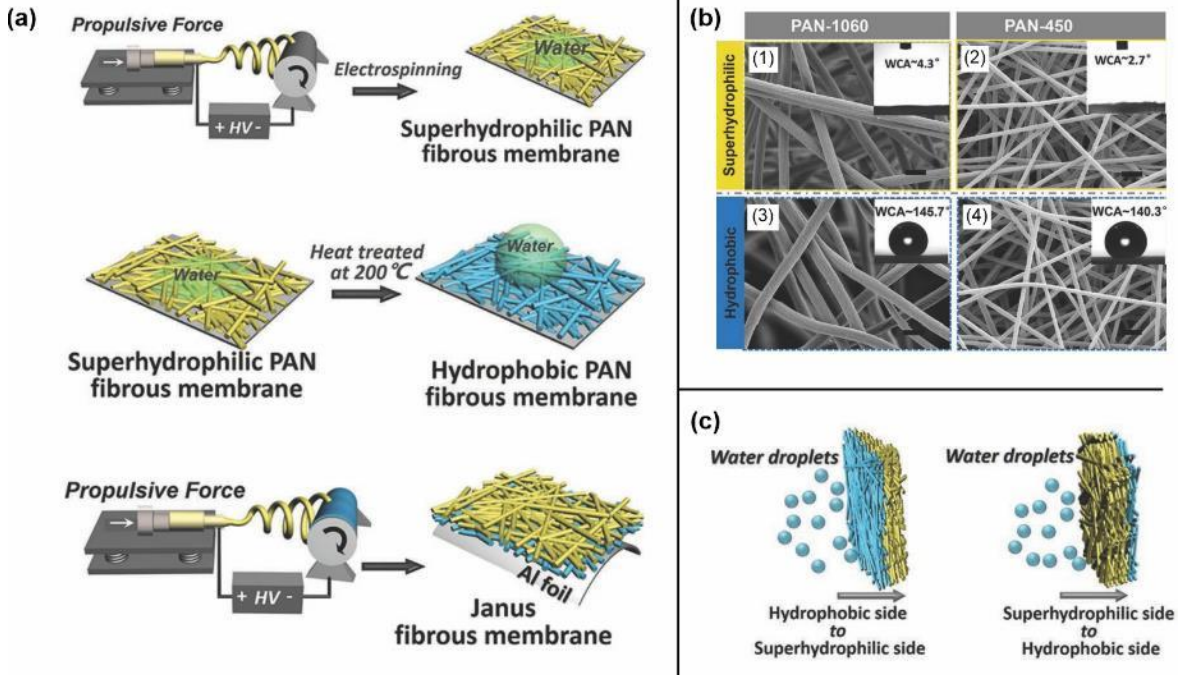 (a)
Propulsive Force
+ HV -
Electrospinning
Water
Superhydrophilic PAN
fibrous membrane
Water
Superhydrophilic PAN
fibrous membrane
Heat treated
at 200℃
Water
Hydrophobic PAN
fibrous membrane
Propulsive Force
+ HV -
Al foil
Janus
fibrous membrane
(b)
PAN-1060
PAN-450
Superhydrophilic
(1)
WCA~4.3°
(2)
WCA~2.7°
Hydrophobic
(3)
WCA~145.7°
(4)
WCA~140.3°
(c)
Water droplets
Hydrophobic side
to
Superhydrophilic side
Water droplets
Superhydrophilic side
to
Hydrophobic side